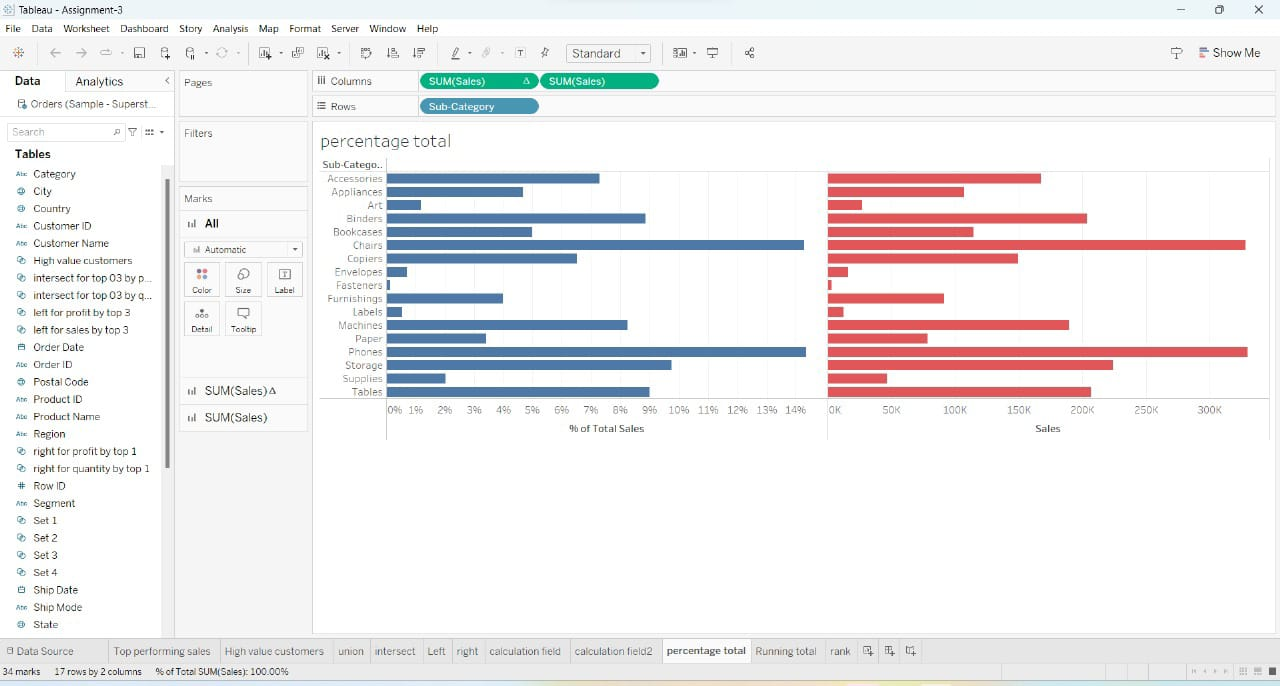 Tableau - Assignment-3
File Data Worksheet Dashboard Story Analysis Map Format Server Window Help
Standard
Show Me
Data Analytics
Orders (Sample - Superst...
Search
Tables
Category
City
Country
Customer ID
Customer Name
High value customers
intersect for top 03 by p...
intersect for top 03 by q...
left for profit by top 3
left for sales by top 3
Order Date
Order ID
Postal Code
Product ID
Product Name
Region
right for profit by top 1
right for quantity by top 1
Row ID
Segment
Set 1
Set 2
Set 3
Set 4
Ship Date
Ship Mode
State
Pages
Filters
Marks
All
Automatic
Color Size Label
Detail Tooltip
SUM(Sales) Δ
SUM(Sales)
Columns SUM(Sales) Δ SUM(Sales)
Rows Sub-Category
percentage total
Sub-Catego..
Accessories
Appliances
Art
Binders
Bookcases
Chairs
Copiers
Envelopes
Fasteners
Furnishings
Labels
Machines
Paper
Phones
Storage
Supplies
Tables
0% 1% 2% 3% 4% 5% 6% 7% 8% 9% 10% 11% 12% 13% 14% 0K 50K 100K 150K 200K 250K 300K
% of Total Sales Sales
Data Source Top performing sales High value customers union intersect Left right calculation field calculation field2 percentage total Running total rank
34 marks 17 rows by 2 columns % of Total SUM(Sales): 100.00%